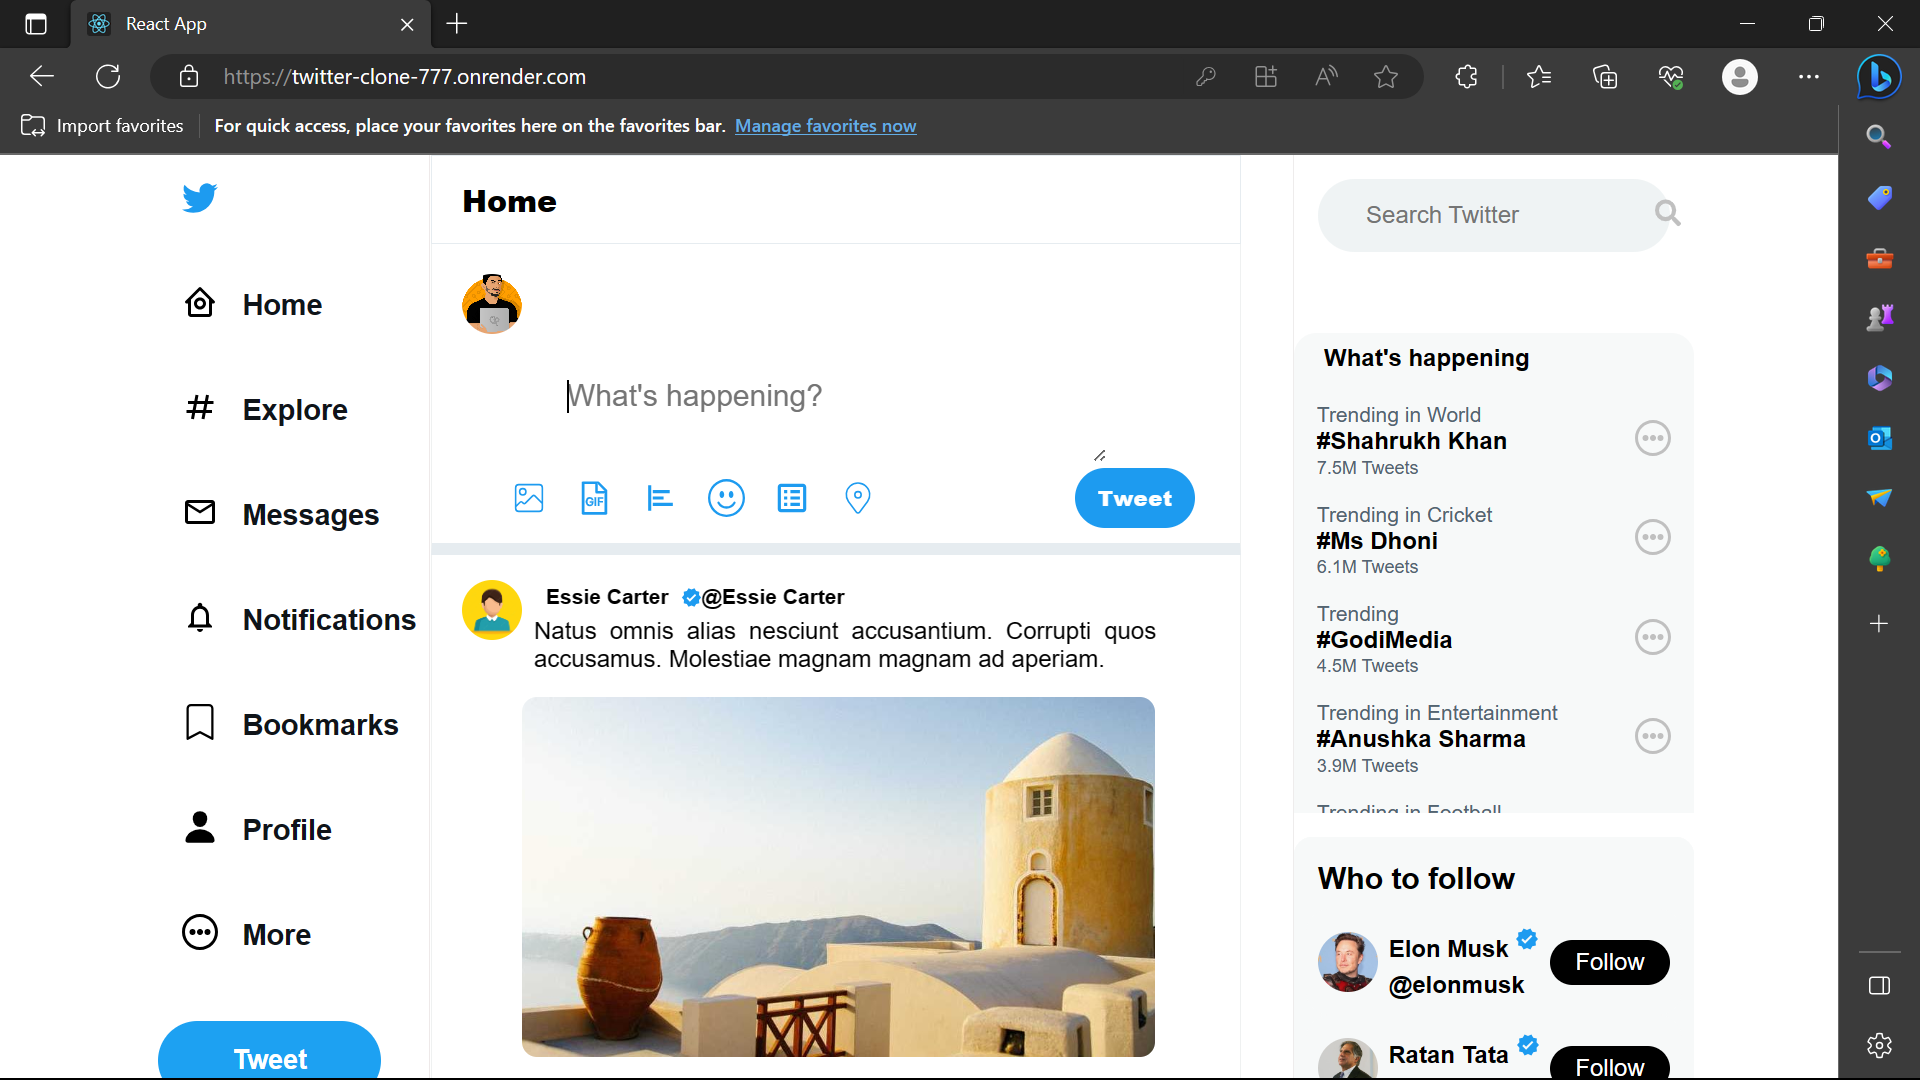 React App
https://twitter-clone-777.onrender.com
Import favorites
For quick access, place your favorites here on the favorites bar. Manage favorites now
Home
Explore
Messages
Notifications
Bookmarks
Profile
More
Tweet
Home
What's happening?
GIF
Tweet
Essie Carter @Essie Carter
Natus omnis alias nesciunt accusantium. Corrupti quos
accusamus. Molestiae magnam magnam ad aperiam.
Search Twitter
What's happening
Trending in World
#Shahrukh Khan
7.5M Tweets
Trending in Cricket
#Ms Dhoni
6.1M Tweets
Trending
#GodiMedia
4.5M Tweets
Trending in Entertainment
#Anushka Sharma
3.9M Tweets
Trending in Football
Who to follow
Elon Musk
@elonmusk
Follow
Ratan Tata
Follow